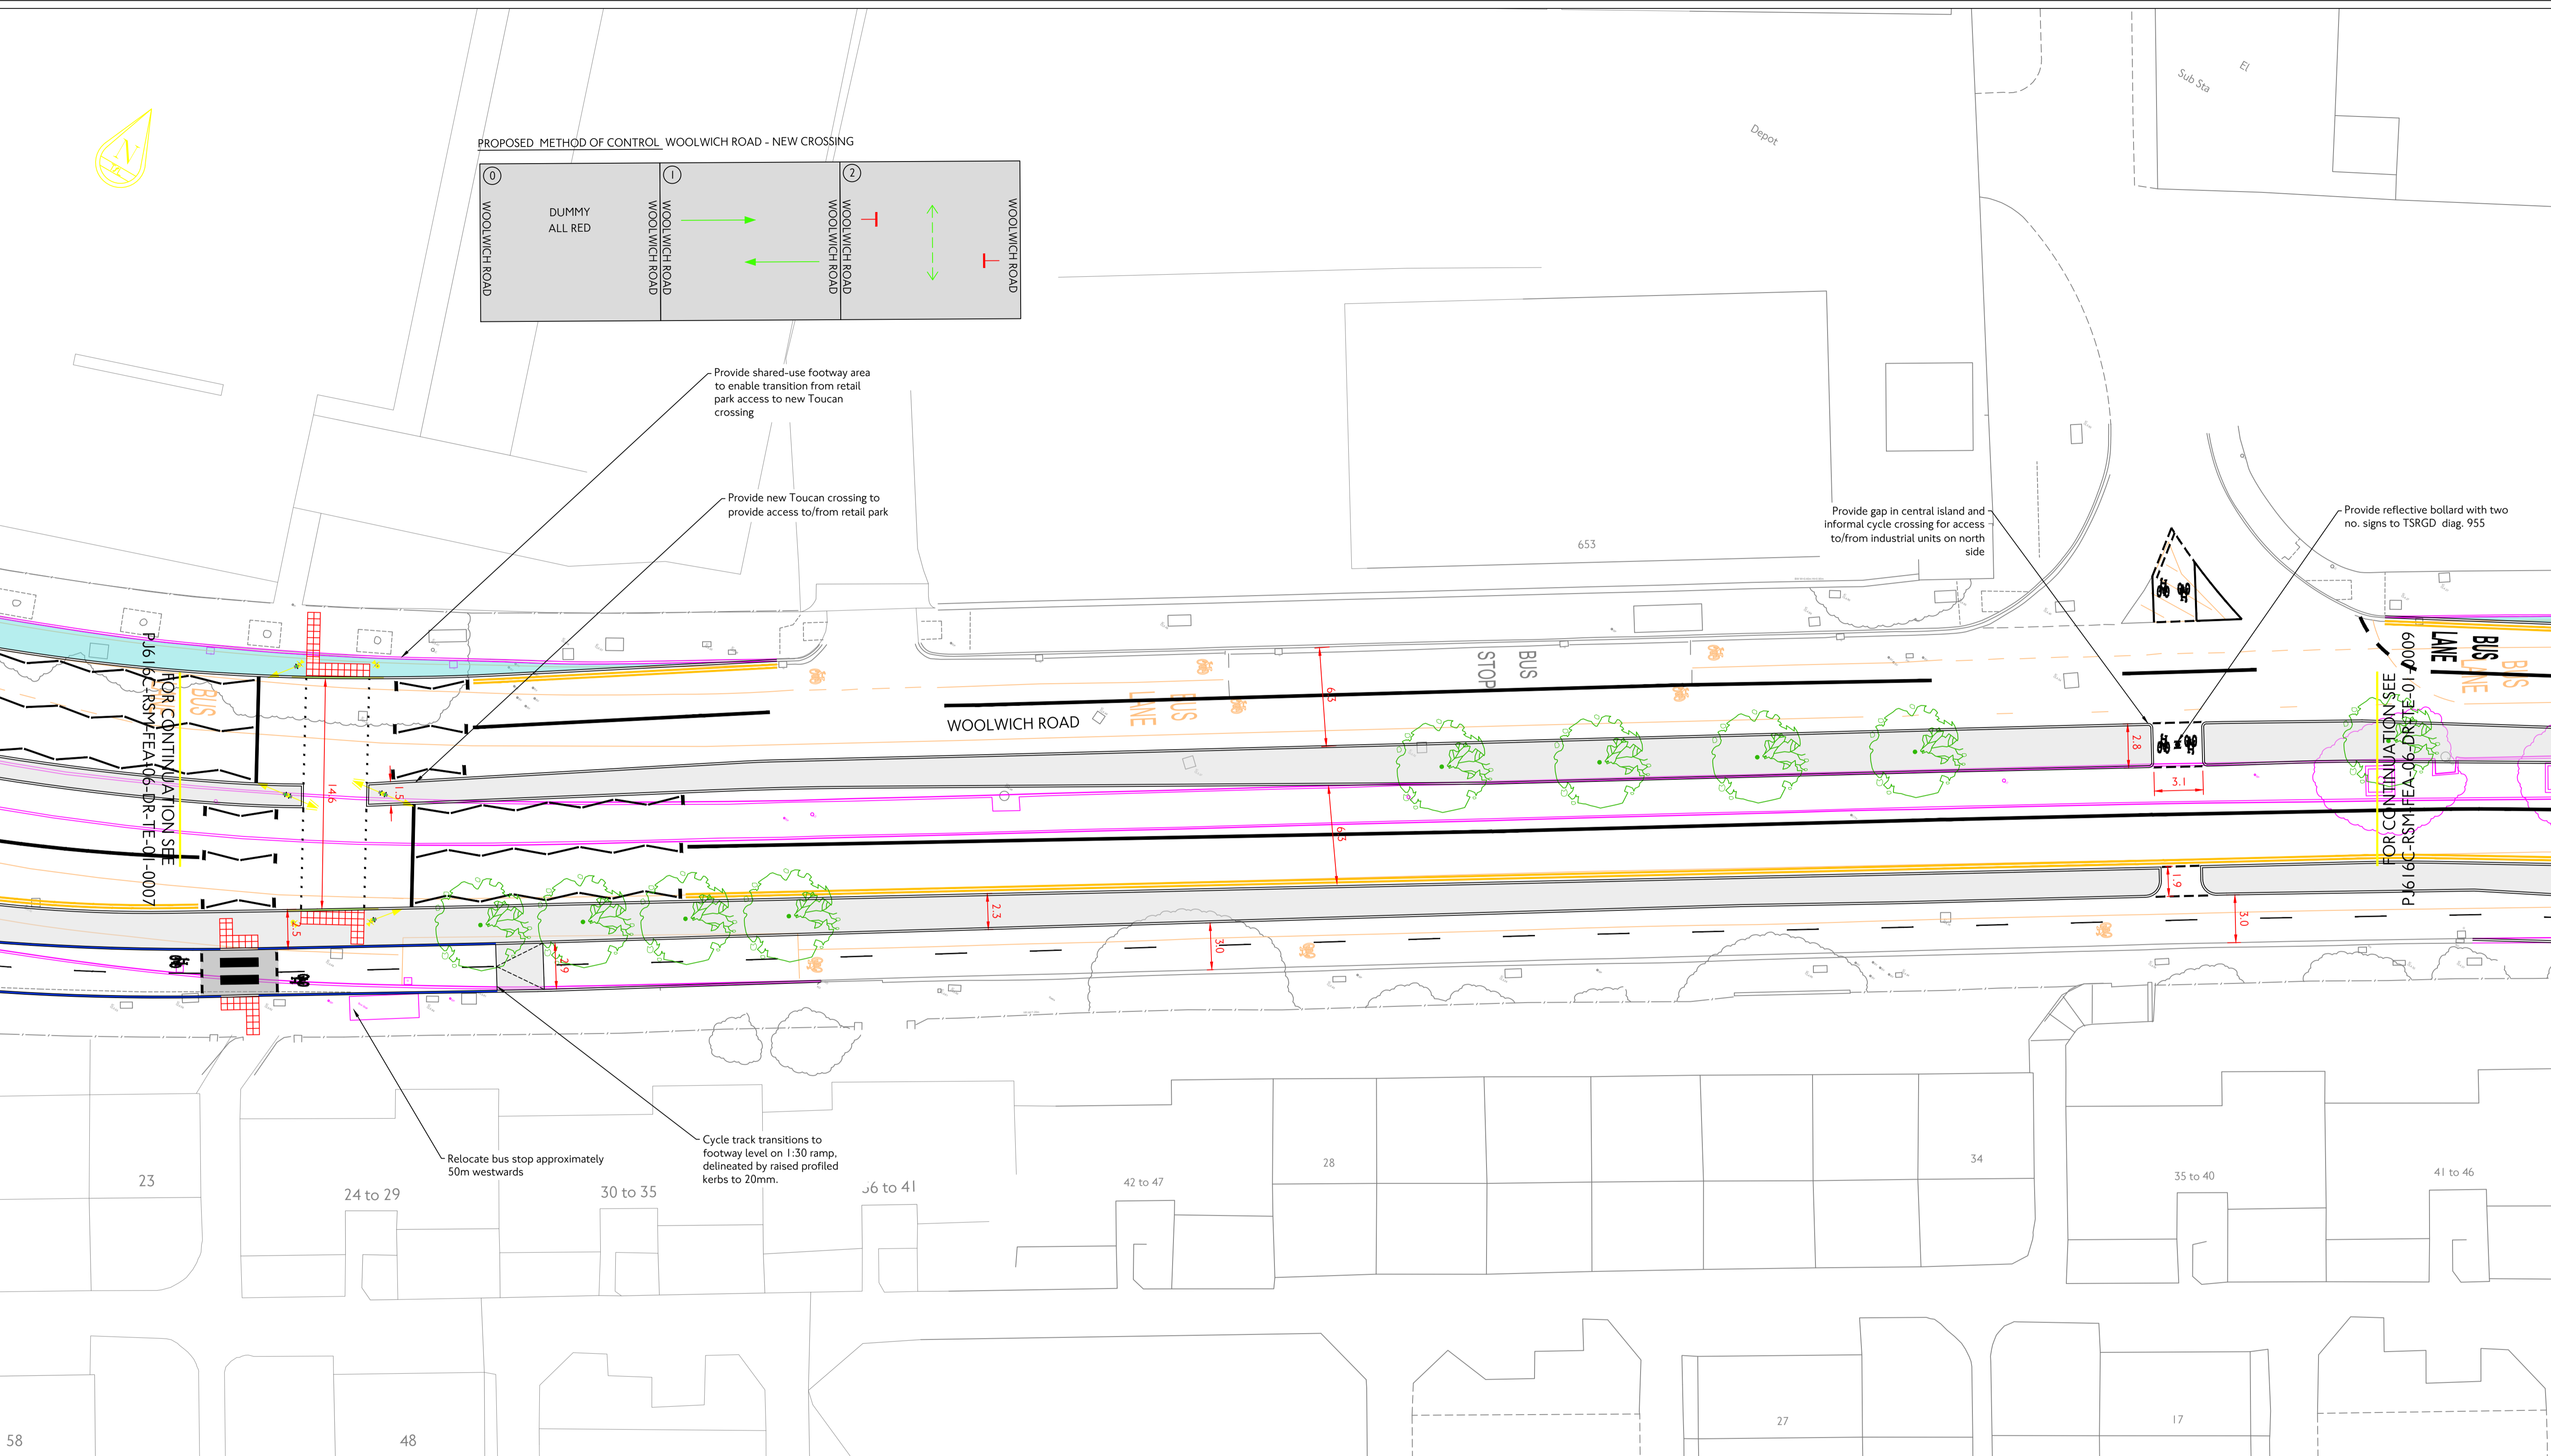 El
Sub Sta
Depot
PROPOSED METHOD OF CONTROL WOOLWICH ROAD - NEW CROSSING
0
1
2
DUMMY
ALL RED
WOOLWICH ROAD
WOOLWICH ROAD
WOOLWICH ROAD
WOOLWICH ROAD
WOOLWICH ROAD
WOOLWICH ROAD
Provide shared-use footway area
to enable transition from retail
park access to new Toucan
crossing
Provide new Toucan crossing to
provide access to/from retail park
653
Provide gap in central island and
informal cycle crossing for access
to/from industrial units on north
side
Provide reflective bollard with two
no. signs to TSRGD diag. 955
FOR CONTINUATION SEE
PJ616C-RSM-FEA-06-DR-TE-01-0007
BUS
BUS
STOP
BUS
LANE
WOOLWICH ROAD
BUS
LANE
BUS
LANE
FOR CONTINUATION SEE
PJ616C-RSM-FEA-06-DR-TE-01-0009
6.3
14.6
1.5
2.8
3.1
6.3
1.9
2.5
2.3
3.0
3.0
2.9
Relocate bus stop approximately
50m westwards
Cycle track transitions to
footway level on 1:30 ramp,
delineated by raised profiled
kerbs to 20mm.
23
24 to 29
30 to 35
36 to 41
42 to 47
28
34
35 to 40
41 to 46
58
48
27
17